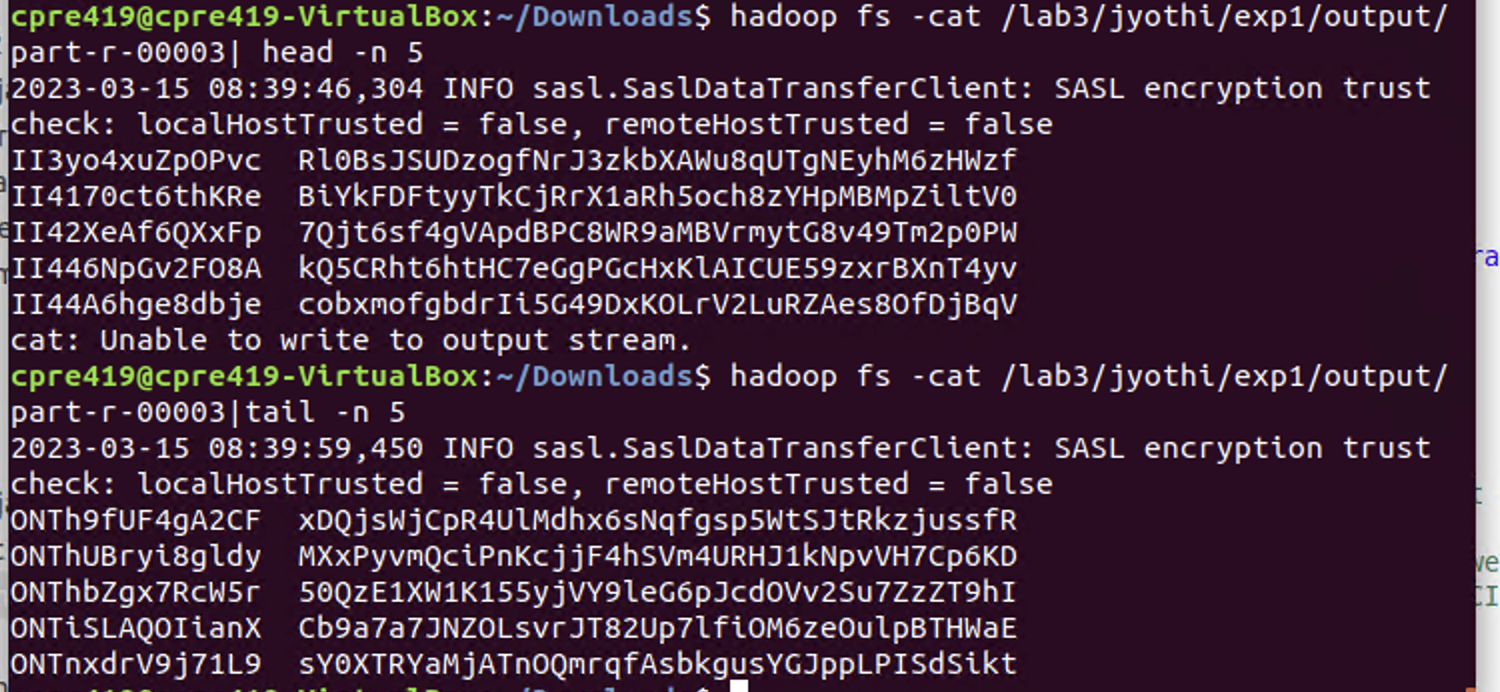 cpre419@cpre419-VirtualBox:~/Downloads$ hadoop fs -cat /lab3/jyothi/exp1/output/
part-r-00003| head -n 5
2023-03-15 08:39:46,304 INFO sasl.SaslDataTransferClient: SASL encryption trust
check: localHostTrusted = false, remoteHostTrusted = false
II3yo4xuZpOPvc  Rl0BsJSUDzogfNrJ3zkbXAWu8qUTgNEyhM6zHWzf
II4170ct6thKRe  BiYkFDFtyyTkCjRrX1aRh5och8zYHpMBMpZiltV0
II42XeAf6QXxFp  7Qjt6sf4gVApdBPC8WR9aMBVrmytG8v49Tm2p0PW
II446NpGv2FO8A  kQ5CRht6htHC7eGgPGcHxKlAICUE59zxrBXnT4yv
II44A6hge8dbje  cobxmofgbdrIi5G49DxKOLrV2LuRZAes8OfDjBqV
cat: Unable to write to output stream.
cpre419@cpre419-VirtualBox:~/Downloads$ hadoop fs -cat /lab3/jyothi/exp1/output/
part-r-00003|tail -n 5
2023-03-15 08:39:59,450 INFO sasl.SaslDataTransferClient: SASL encryption trust
check: localHostTrusted = false, remoteHostTrusted = false
ONTh9fUF4gA2CF  xDQjsWjCpR4UlMdhx6sNqfgsp5WtSJtRkzjussfR
ONThUBryi8gldy  MXxPyvmQciPnKcjjF4hSVm4URHJ1kNpvVH7Cp6KD
ONThbZgx7RcW5r  50QzE1XW1K155yjVY9leG6pJcdOVv2Su7ZzZT9hI
ONTiSLAQOIianX  Cb9a7a7JNZOLsvrJT82Up7lfiOM6zeOulpBTHWaE
ONTnxdrV9j71L9  sY0XTRYaMjATnOQmrqfAsbkgusYGJppLPISdSikt